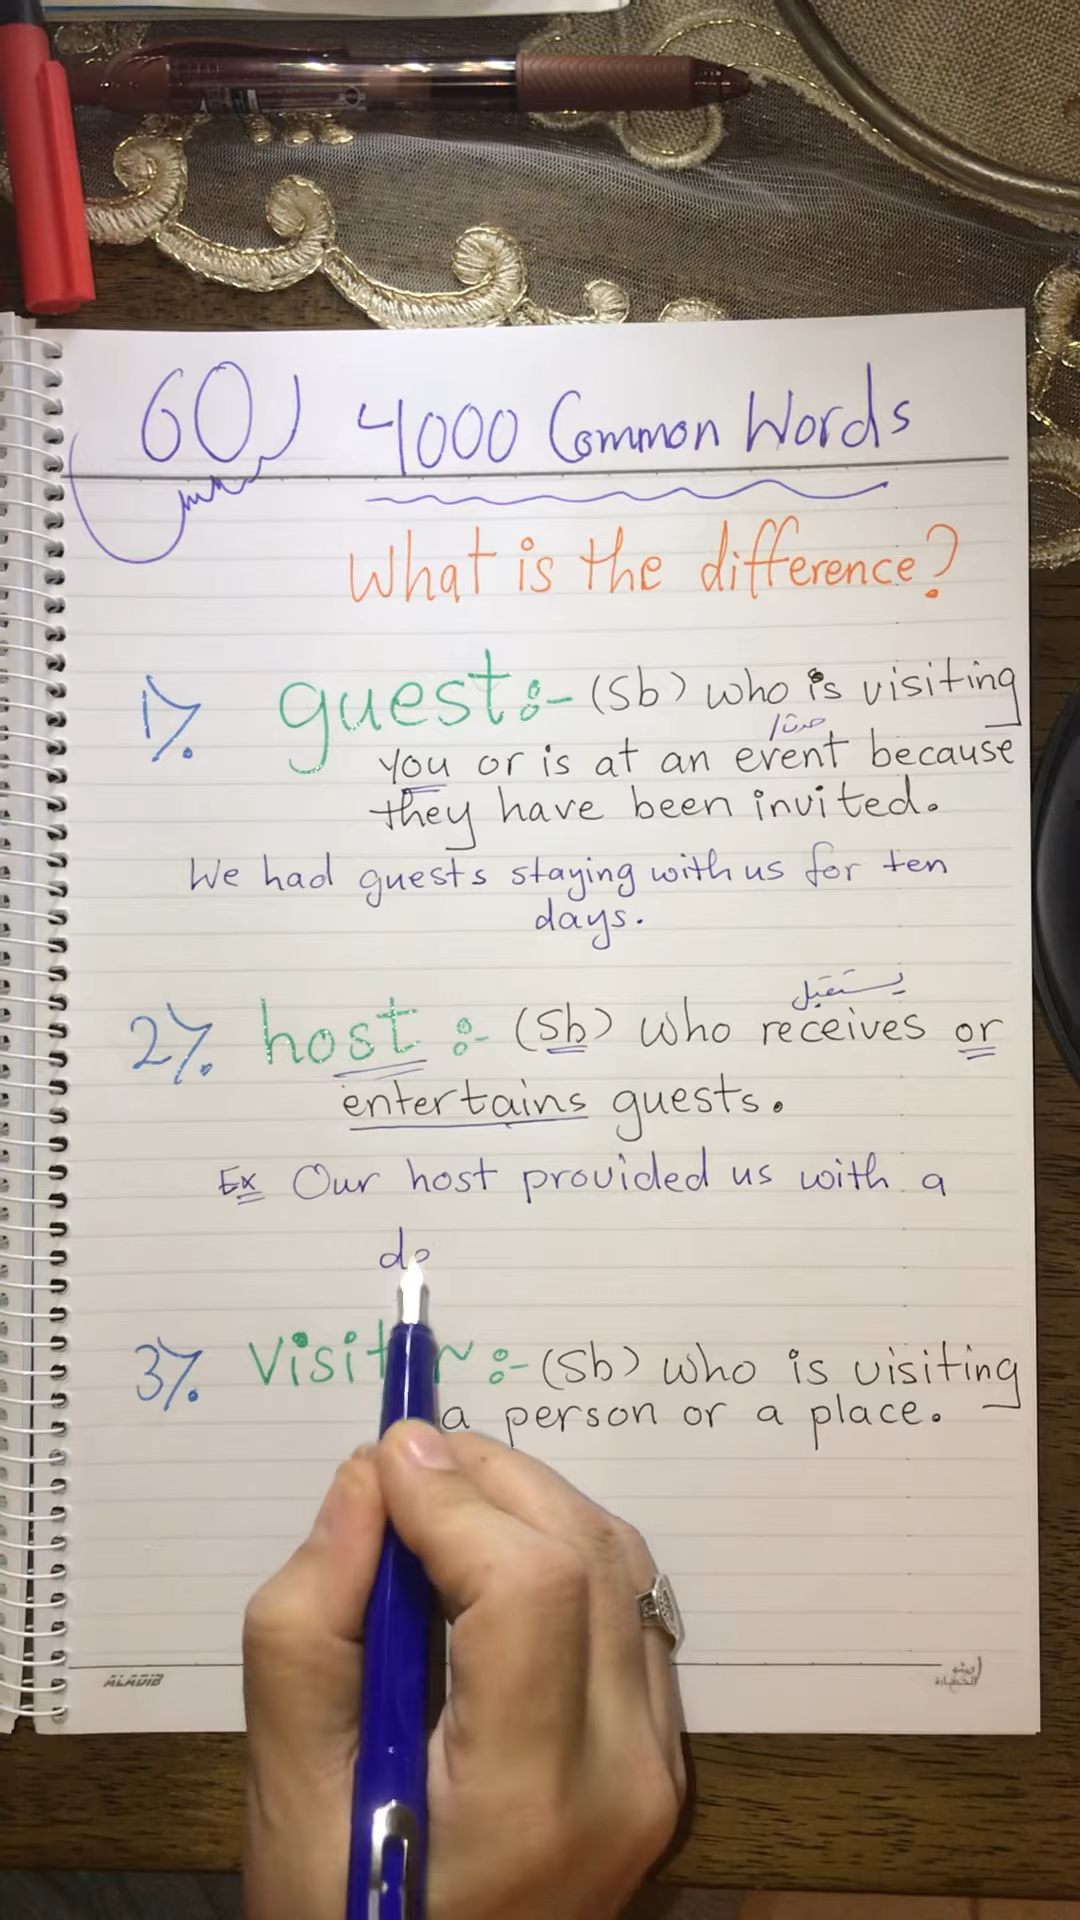 60) 4000 Common Words
What is the difference?
1%. guest:- (Sb) who is visiting
حدث/
you or is at an event because
they have been invited.
We had guests staying with us for ten
days.
يستقبل
2%. host :- (Sb) who receives or
entertains guests.
Ex Our host provided us with a
de
3%. Visit r :- (Sb) who is visiting
a person or a place.
ALADIB